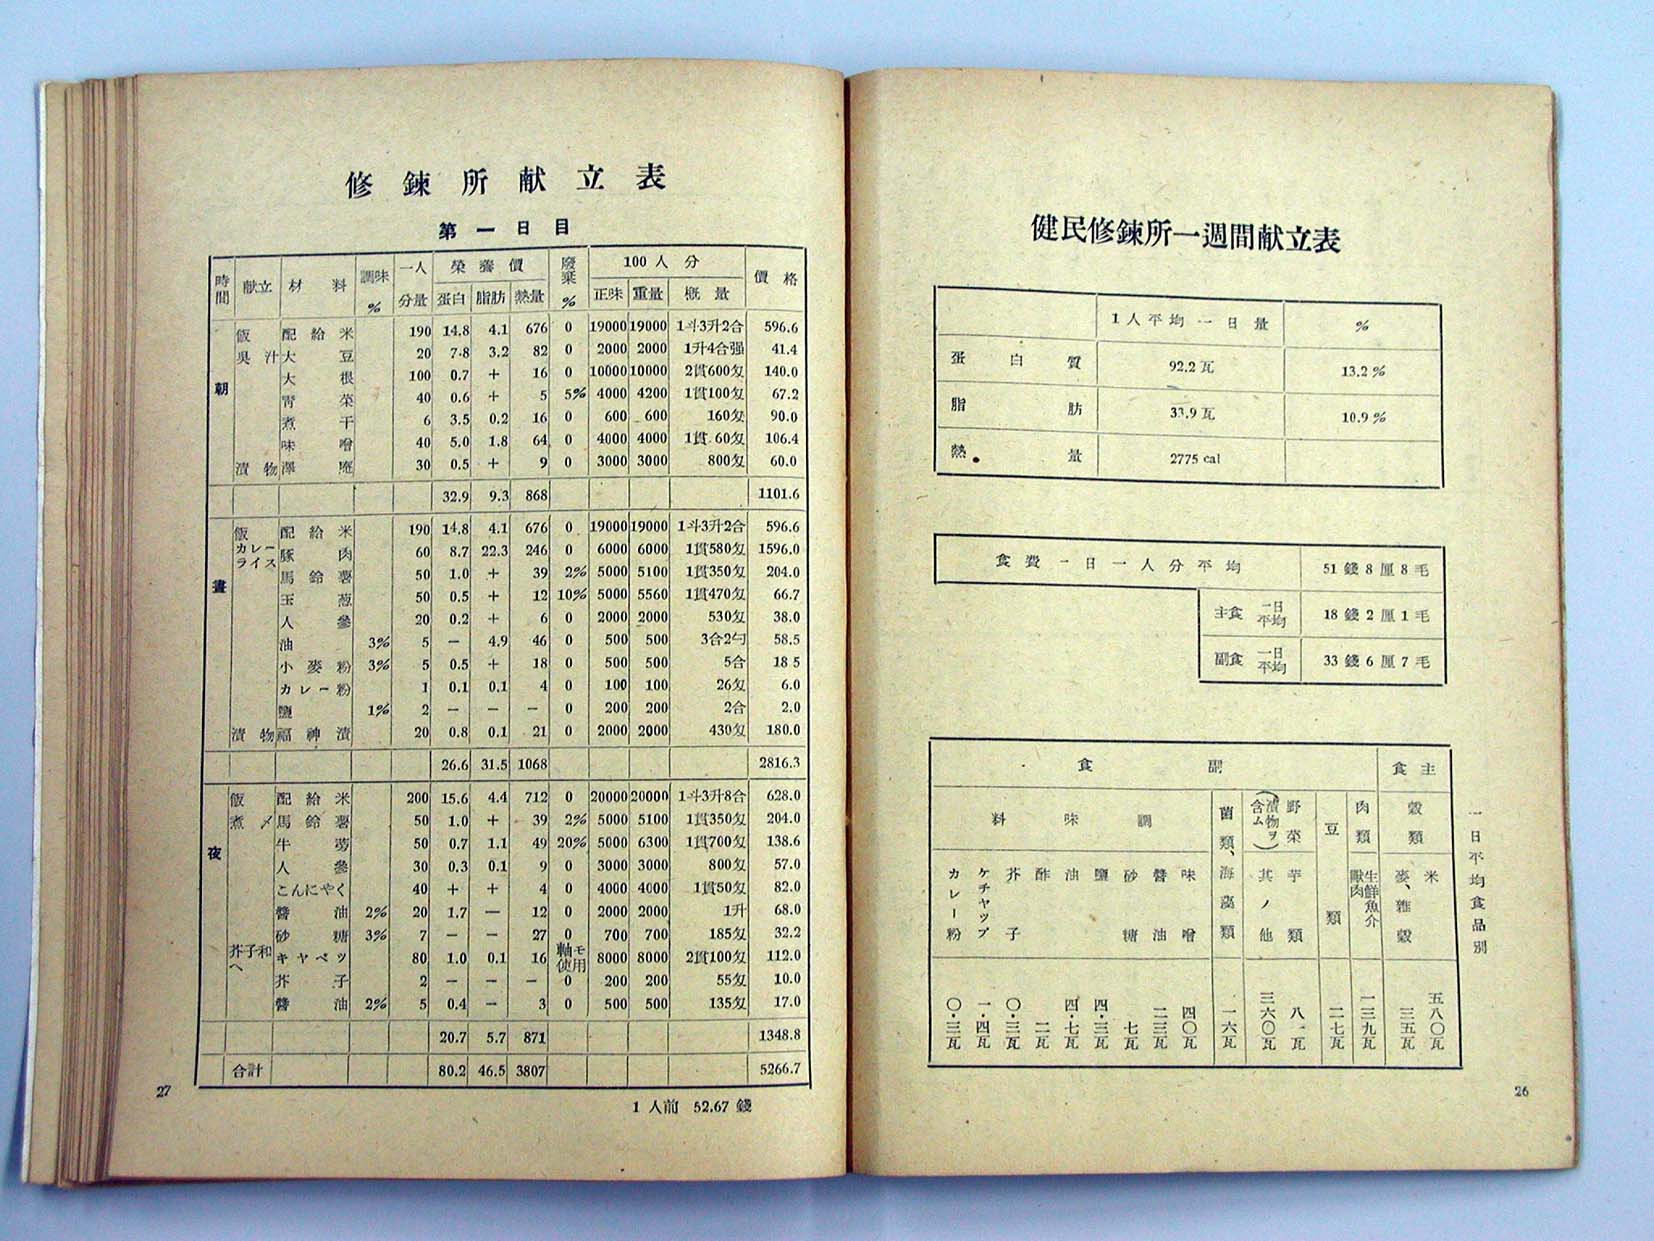 健民修鍊所一週間献立表
1人平均一日量 %
蛋白質 92.2瓦 13.2%
脂肪 33.9瓦 10.9%
熱量 2775 cal
食費一日一人分平均 51錢8厘8毛
主食 一日平均 18錢2厘1毛
副食 一日平均 33錢6厘7毛
一日平均食品別
主食 副食
穀類 肉類 豆類 野菜(漬物ヲ含ム) 菌類、海藻類 調味料
米 五八〇瓦
麥、雜穀 三五瓦
生鮮魚介 獸肉 一三九瓦
豆類 二七瓦
芋類 八一瓦
其ノ他 三六〇瓦
菌類、海藻類 一六瓦
味噌 四〇瓦
醬油 二三瓦
砂糖 七瓦
鹽 四・三瓦
油 四・七瓦
酢 二瓦
芥子 〇・三瓦
ケチヤップ 一・四瓦
カレー粉 〇・三瓦
26
修鍊所献立表
第一日目
時間 献立 材料 調味% 一人分量 榮養價 蛋白 脂肪 熱量 廢棄% 100人分 正味 重量 概量 價格
朝
飯 配給米 190 14.8 4.1 676 0 19000 19000 1斗3升2合 596.6
呉汁 大豆 20 7.8 3.2 82 0 2000 2000 1升4合强 41.4
大根 100 0.7 + 16 0 10000 10000 2貫600匁 140.0
靑菜 40 0.6 + 5 5% 4000 4200 1貫100匁 67.2
煮干 6 3.5 0.2 16 0 600 600 160匁 90.0
味噌 40 5.0 1.8 64 0 4000 4000 1貫.60匁 106.4
漬物 澤庵 30 0.5 + 9 0 3000 3000 800匁 60.0
32.9 9.3 868 1101.6
晝
飯 配給米 190 14.8 4.1 676 0 19000 19000 1斗3升2合 596.6
カレーライス 豚肉 60 8.7 22.3 246 0 6000 6000 1貫580匁 1596.0
馬鈴薯 50 1.0 + 39 2% 5000 5100 1貫350匁 204.0
玉葱 50 0.5 + 12 10% 5000 5560 1貫470匁 66.7
人參 20 0.2 + 6 0 2000 2000 530匁 38.0
油 3% 5 — 4.9 46 0 500 500 3合2勺 58.5
小麥粉 3% 5 0.5 + 18 0 500 500 5合 18 5
カレー粉 1 0.1 0.1 4 0 100 100 26匁 6.0
鹽 1% 2 — — — 0 200 200 2合 2.0
漬物 福神漬 20 0.8 0.1 21 0 2000 2000 430匁 180.0
26.6 31.5 1068 2816.3
夜
飯 配給米 200 15.6 4.4 712 0 20000 20000 1斗3升8合 628.0
煮〆 馬鈴薯 50 1.0 + 39 2% 5000 5100 1貫350匁 204.0
牛蒡 50 0.7 1.1 49 20% 5000 6300 1貫700匁 138.6
人參 30 0.3 0.1 9 0 3000 3000 800匁 57.0
こんにやく 40 + + 4 0 4000 4000 1貫50匁 82.0
醬油 2% 20 1.7 — 12 0 2000 2000 1升 68.0
砂糖 3% 7 — — 27 0 700 700 185匁 32.2
芥子和へ キャベツ 80 1.0 0.1 16 軸モ使用 8000 8000 2貫100匁 112.0
芥子 2 — — — 0 200 200 55匁 10.0
醬油 2% 5 0.4 — 3 0 500 500 135匁 17.0
20.7 5.7 871 1348.8
合計 80.2 46.5 3807 5266.7
1人前 52.67錢
27